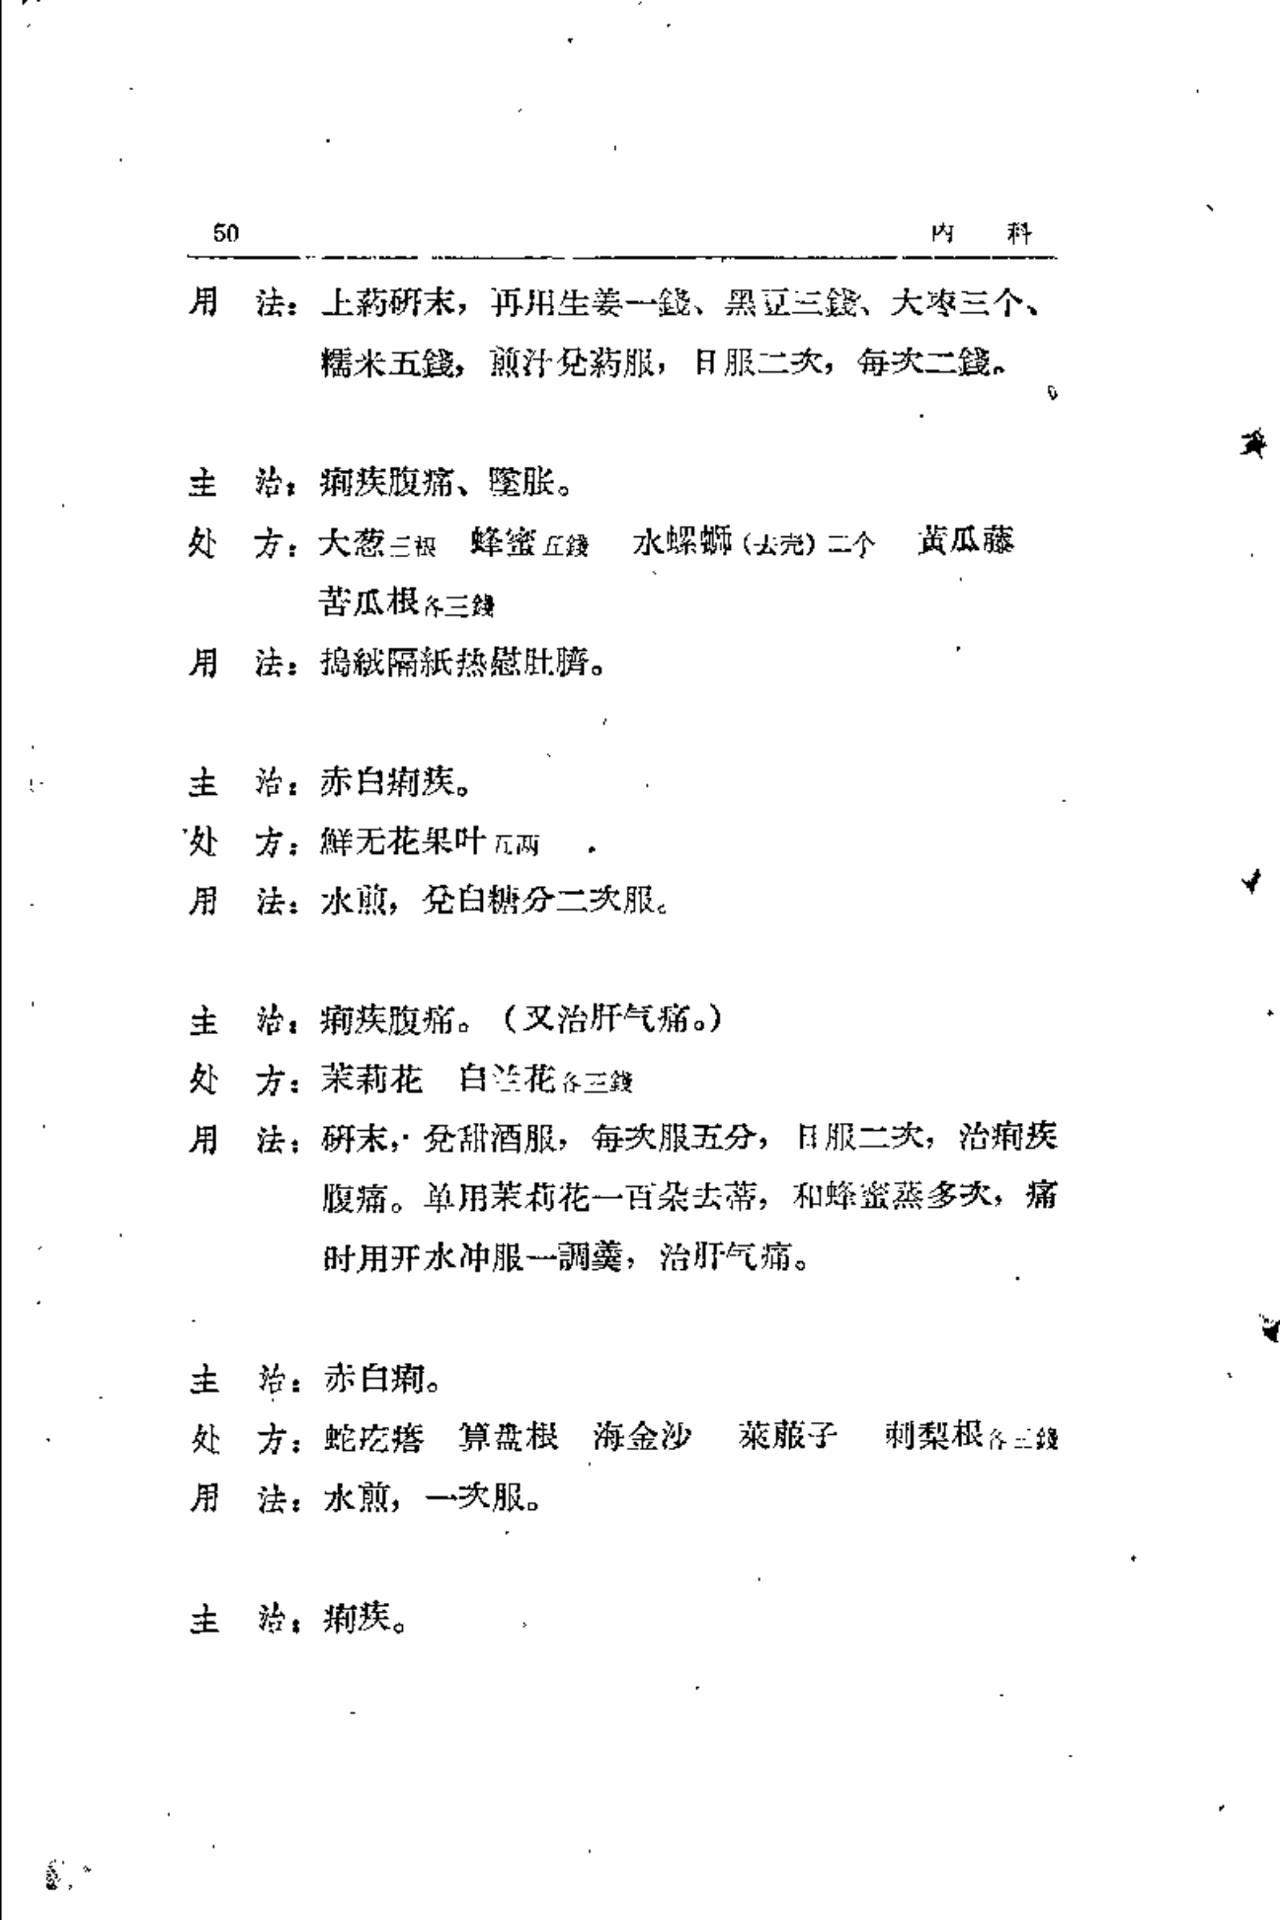 50 内　科
用　法：上药研末，再用生姜一錢、黑豆三錢、大枣三个、
糯米五錢，煎汁兌药服，日服二次，每次二錢。
主　治：痢疾腹痛、墜胀。
处　方：大葱三根　蜂蜜五錢　水螺螄（去壳）二个　黃瓜藤
苦瓜根各三錢
用　法：搗絨隔紙热慰肚臍。
主　治：赤白痢疾。
处　方：鮮无花果叶五两
用　法：水煎，兌白糖分二次服。
主　治：痢疾腹痛。（又治肝气痛。）
处　方：茉莉花　白兰花各三錢
用　法：研末，兌甜酒服，每次服五分，日服二次，治痢疾
腹痛。单用茉莉花一百朵去蒂，和蜂蜜蒸多次，痛
时用开水冲服一調羹，治肝气痛。
主　治：赤白痢。
处　方：蛇疙瘩　算盘根　海金沙　萊菔子　刺梨根各三錢
用　法：水煎，一次服。
主　治：痢疾。